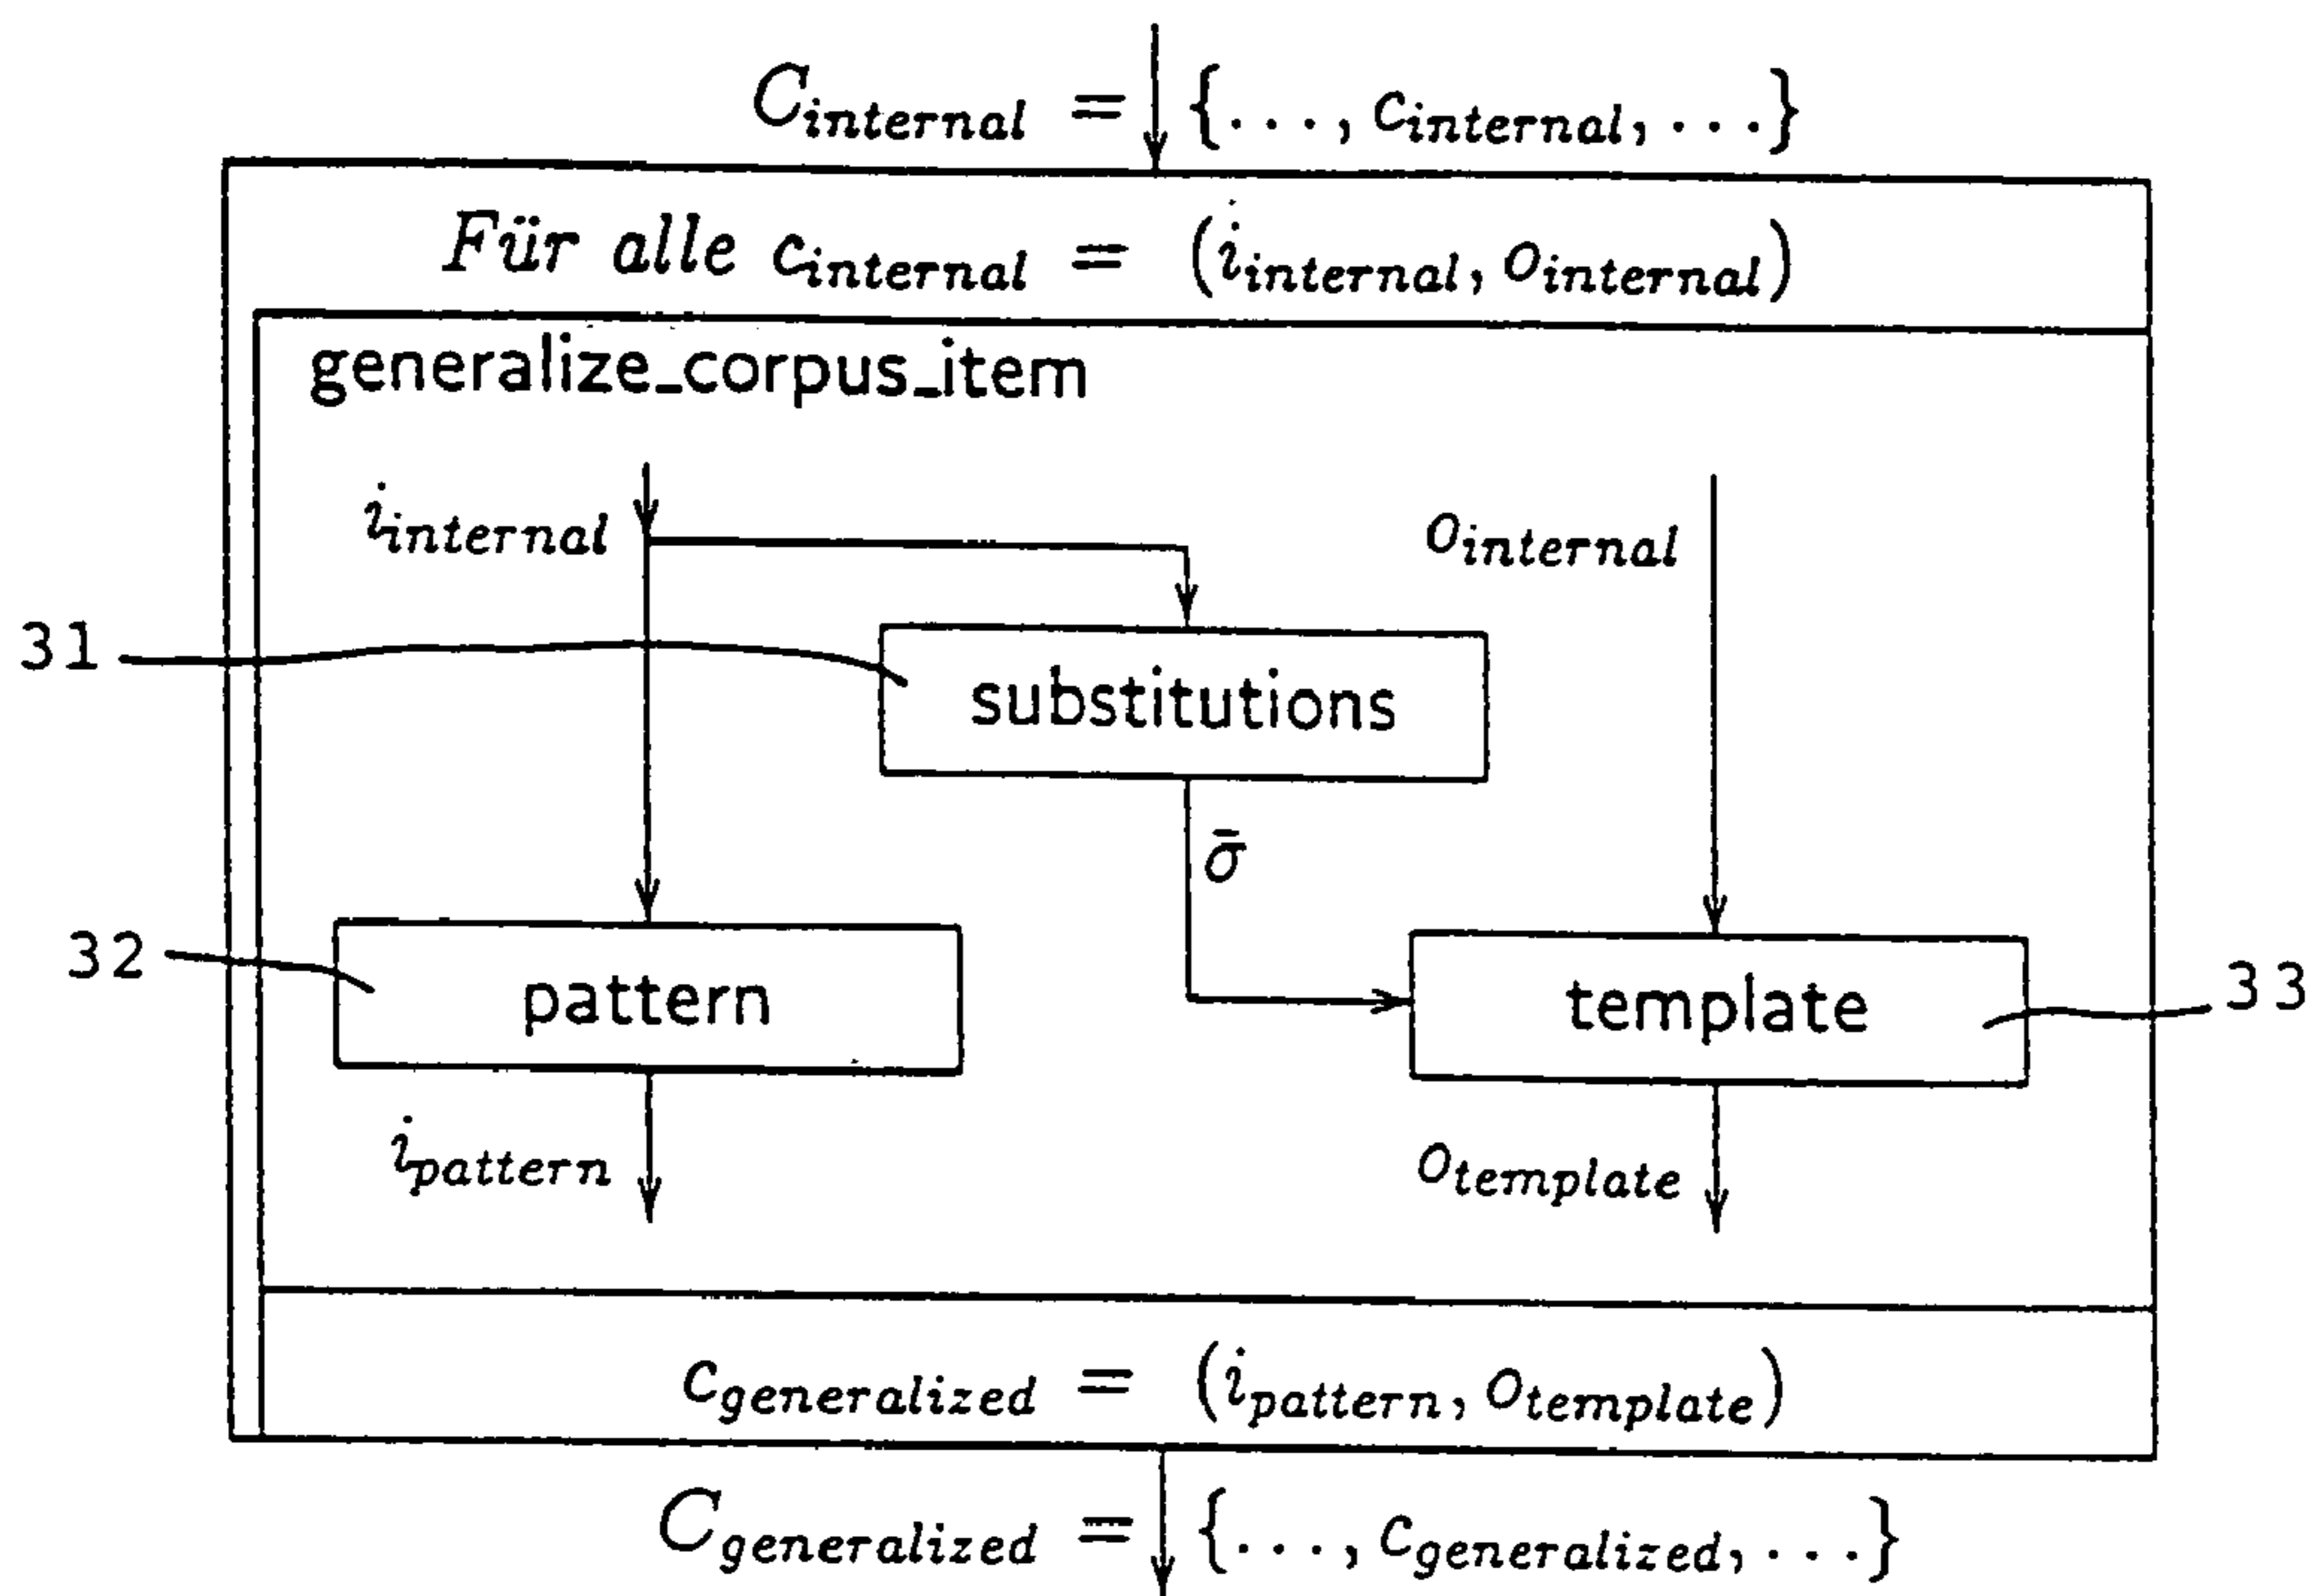 C_internal = {..., c_internal, ...}
Für alle c_internal = (i_internal, o_internal)
generalize_corpus_item
i_internal
o_internal
31
substitutions
σ̄
32
pattern
template
33
i_pattern
o_template
c_generalized = (i_pattern, o_template)
C_generalized = {..., c_generalized, ...}